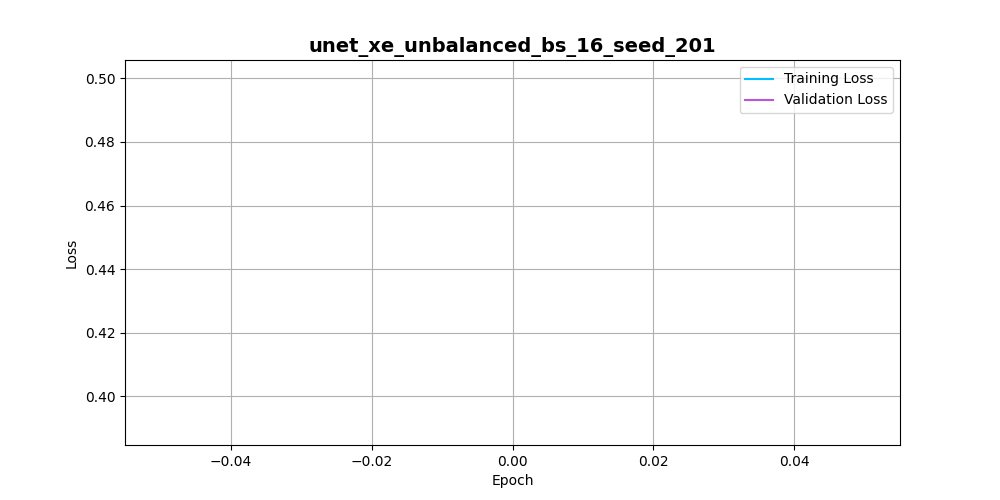 unet_xe_unbalanced_bs_16_seed_201
Training Loss
Validation Loss
0.50
0.48
0.46
0.44
0.42
0.40
Loss
−0.04
−0.02
0.00
0.02
0.04
Epoch